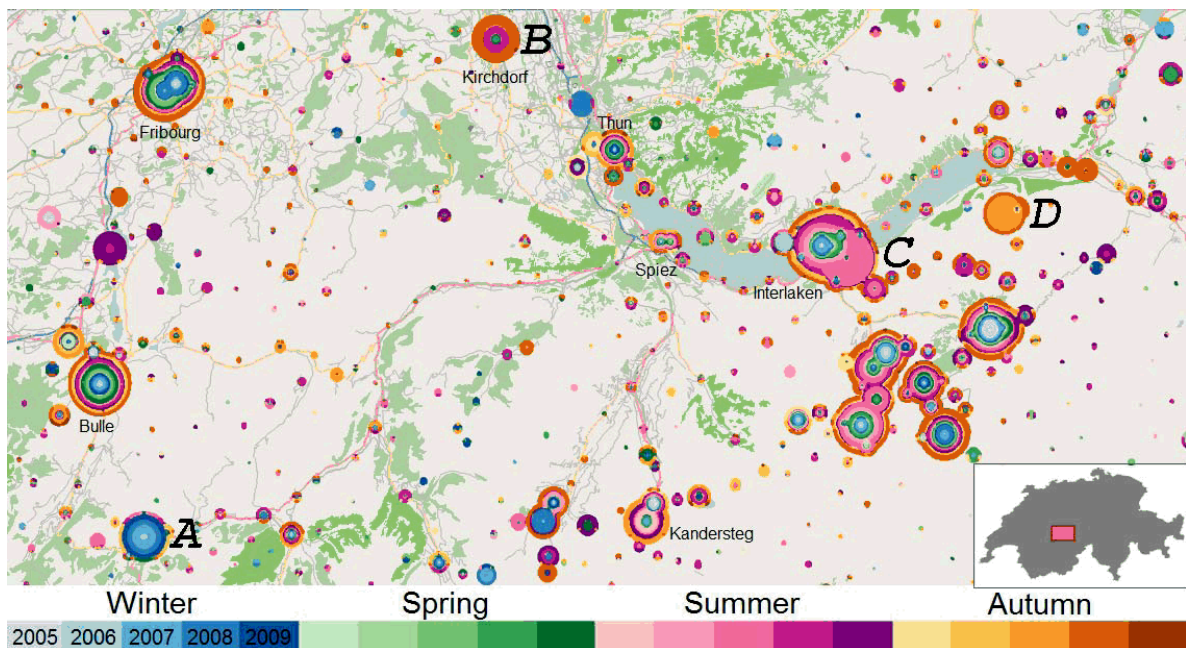 B
Kirchdorf
Fribourg
Thun
D
C
Spiez
Interlaken
Bulle
A
Kandersteg
Winter Spring Summer Autumn
2005 2006 2007 2008 2009